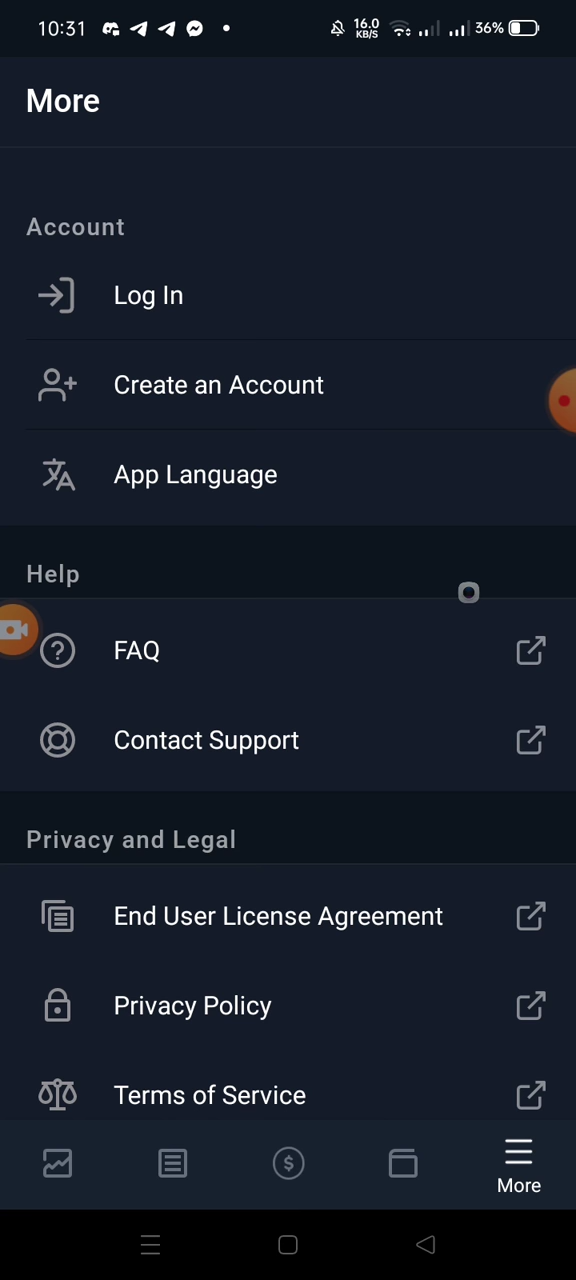 10:31
16.0
KB/S
36%
More
Account
Log In
Create an Account
App Language
Help
FAQ
Contact Support
Privacy and Legal
End User License Agreement
Privacy Policy
Terms of Service
More